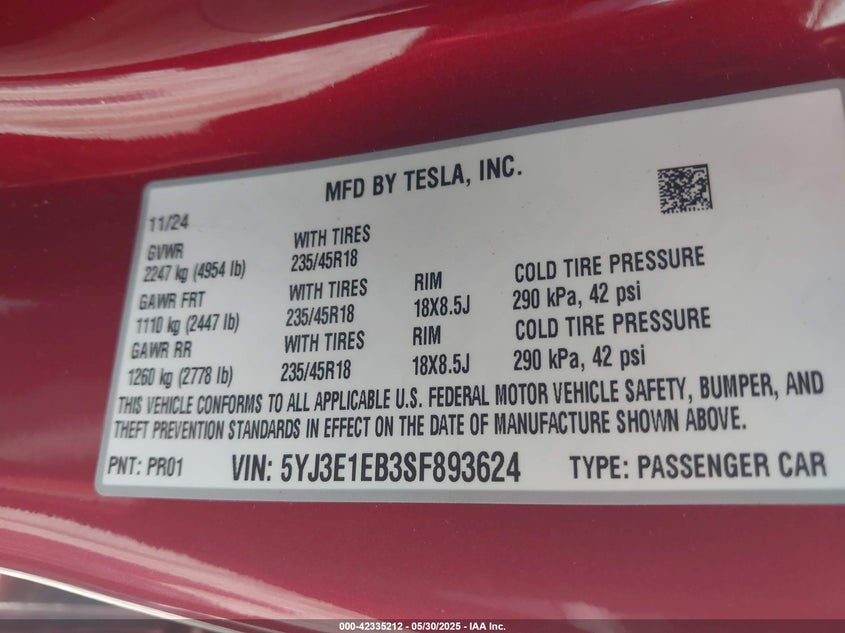 MFD BY TESLA, INC.
11/24
GVWR WITH TIRES
2247 kg (4954 lb) 235/45R18
GAWR FRT WITH TIRES RIM COLD TIRE PRESSURE
1110 kg (2447 lb) 235/45R18 18X8.5J 290 kPa, 42 psi
GAWR RR WITH TIRES RIM COLD TIRE PRESSURE
1260 kg (2778 lb) 235/45R18 18X8.5J 290 kPa, 42 psi
THIS VEHICLE CONFORMS TO ALL APPLICABLE U.S. FEDERAL MOTOR VEHICLE SAFETY, BUMPER, AND
THEFT PREVENTION STANDARDS IN EFFECT ON THE DATE OF MANUFACTURE SHOWN ABOVE.
PNT: PR01 VIN: 5YJ3E1EB3SF893624 TYPE: PASSENGER CAR
000-42335212 - 05/30/2025 - IAA Inc.